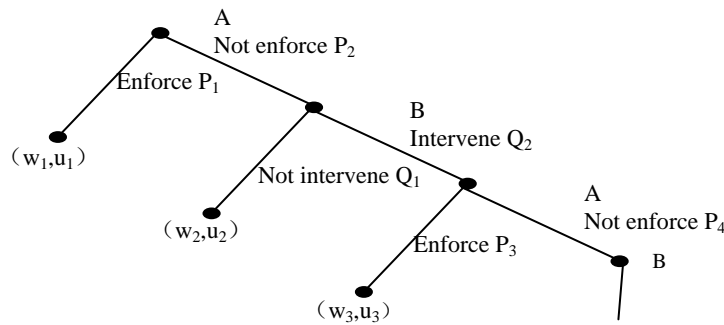 A
Not enforce P₂
Enforce P₁
B
Intervene Q₂
（w₁,u₁）
Not intervene Q₁
A
Not enforce P₄
（w₂,u₂）
Enforce P₃
B
（w₃,u₃）